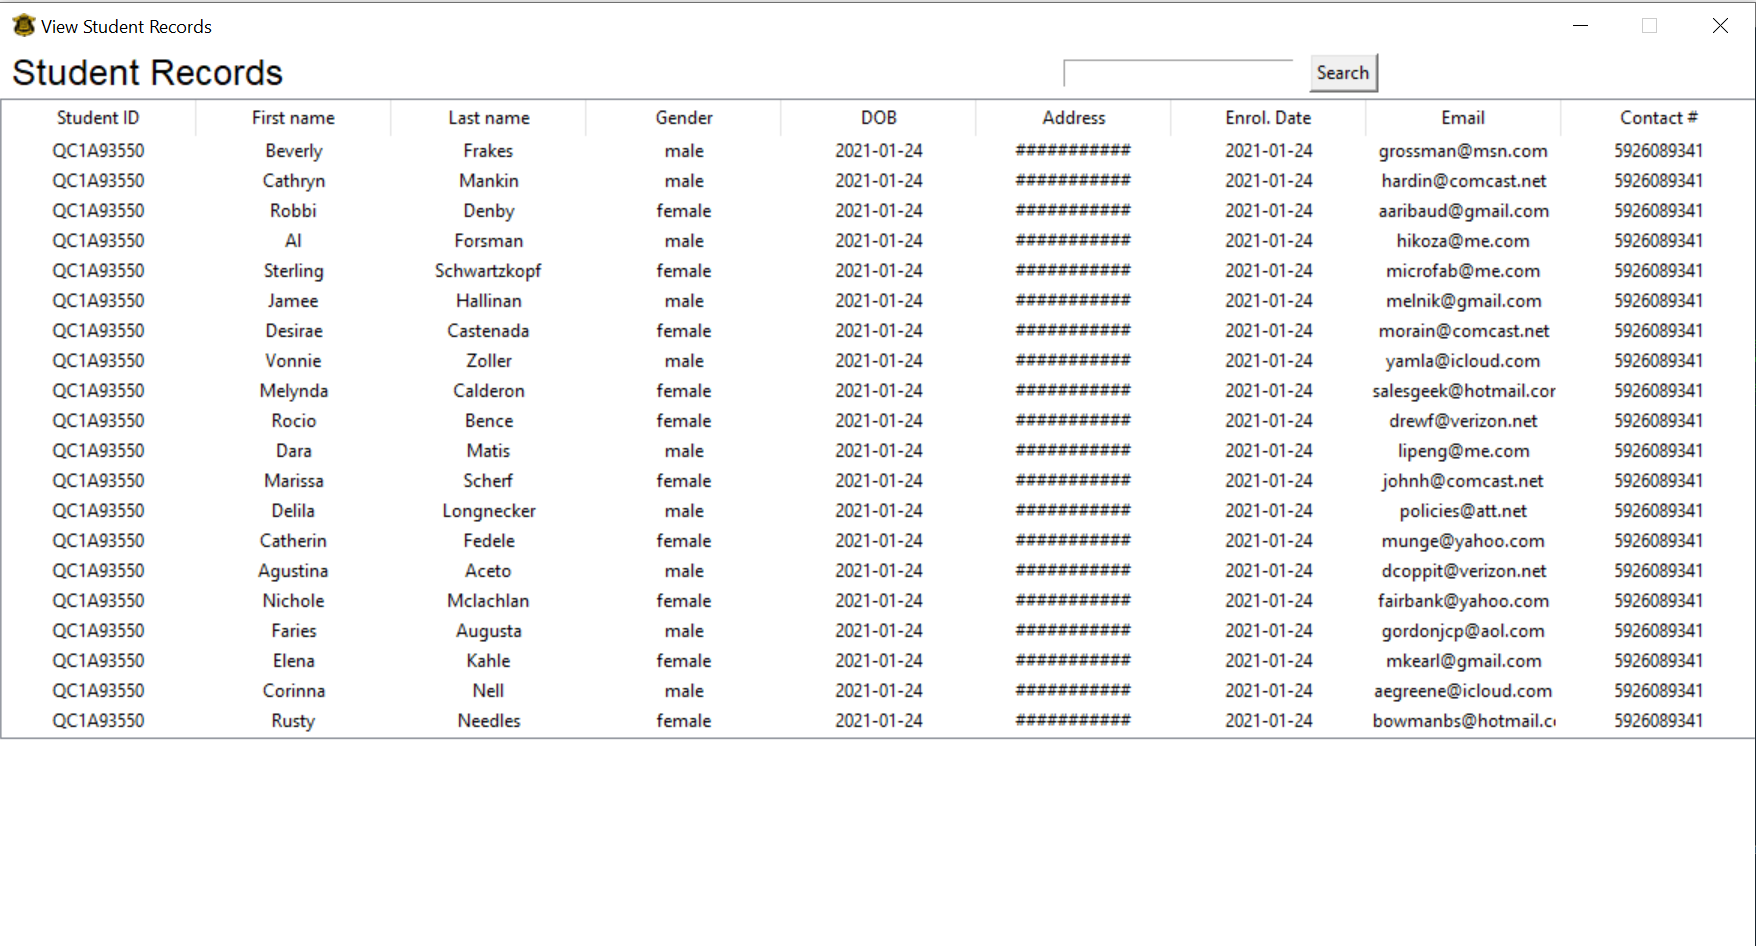 View Student Records
Student Records Search
Student ID First name Last name Gender DOB Address Enrol. Date Email Contact #
QC1A93550 Beverly Frakes male 2021-01-24 ########### 2021-01-24 grossman@msn.com 5926089341
QC1A93550 Cathryn Mankin male 2021-01-24 ########### 2021-01-24 hardin@comcast.net 5926089341
QC1A93550 Robbi Denby female 2021-01-24 ########### 2021-01-24 aaribaud@gmail.com 5926089341
QC1A93550 Al Forsman male 2021-01-24 ########### 2021-01-24 hikoza@me.com 5926089341
QC1A93550 Sterling Schwartzkopf female 2021-01-24 ########### 2021-01-24 microfab@me.com 5926089341
QC1A93550 Jamee Hallinan male 2021-01-24 ########### 2021-01-24 melnik@gmail.com 5926089341
QC1A93550 Desirae Castenada female 2021-01-24 ########### 2021-01-24 morain@comcast.net 5926089341
QC1A93550 Vonnie Zoller male 2021-01-24 ########### 2021-01-24 yamla@icloud.com 5926089341
QC1A93550 Melynda Calderon female 2021-01-24 ########### 2021-01-24 salesgeek@hotmail.cor 5926089341
QC1A93550 Rocio Bence female 2021-01-24 ########### 2021-01-24 drewf@verizon.net 5926089341
QC1A93550 Dara Matis male 2021-01-24 ########### 2021-01-24 lipeng@me.com 5926089341
QC1A93550 Marissa Scherf female 2021-01-24 ########### 2021-01-24 johnh@comcast.net 5926089341
QC1A93550 Delila Longnecker male 2021-01-24 ########### 2021-01-24 policies@att.net 5926089341
QC1A93550 Catherin Fedele female 2021-01-24 ########### 2021-01-24 munge@yahoo.com 5926089341
QC1A93550 Agustina Aceto male 2021-01-24 ########### 2021-01-24 dcoppit@verizon.net 5926089341
QC1A93550 Nichole Mclachlan female 2021-01-24 ########### 2021-01-24 fairbank@yahoo.com 5926089341
QC1A93550 Faries Augusta male 2021-01-24 ########### 2021-01-24 gordonjcp@aol.com 5926089341
QC1A93550 Elena Kahle female 2021-01-24 ########### 2021-01-24 mkearl@gmail.com 5926089341
QC1A93550 Corinna Nell male 2021-01-24 ########### 2021-01-24 aegreene@icloud.com 5926089341
QC1A93550 Rusty Needles female 2021-01-24 ########### 2021-01-24 bowmanbs@hotmail.c 5926089341